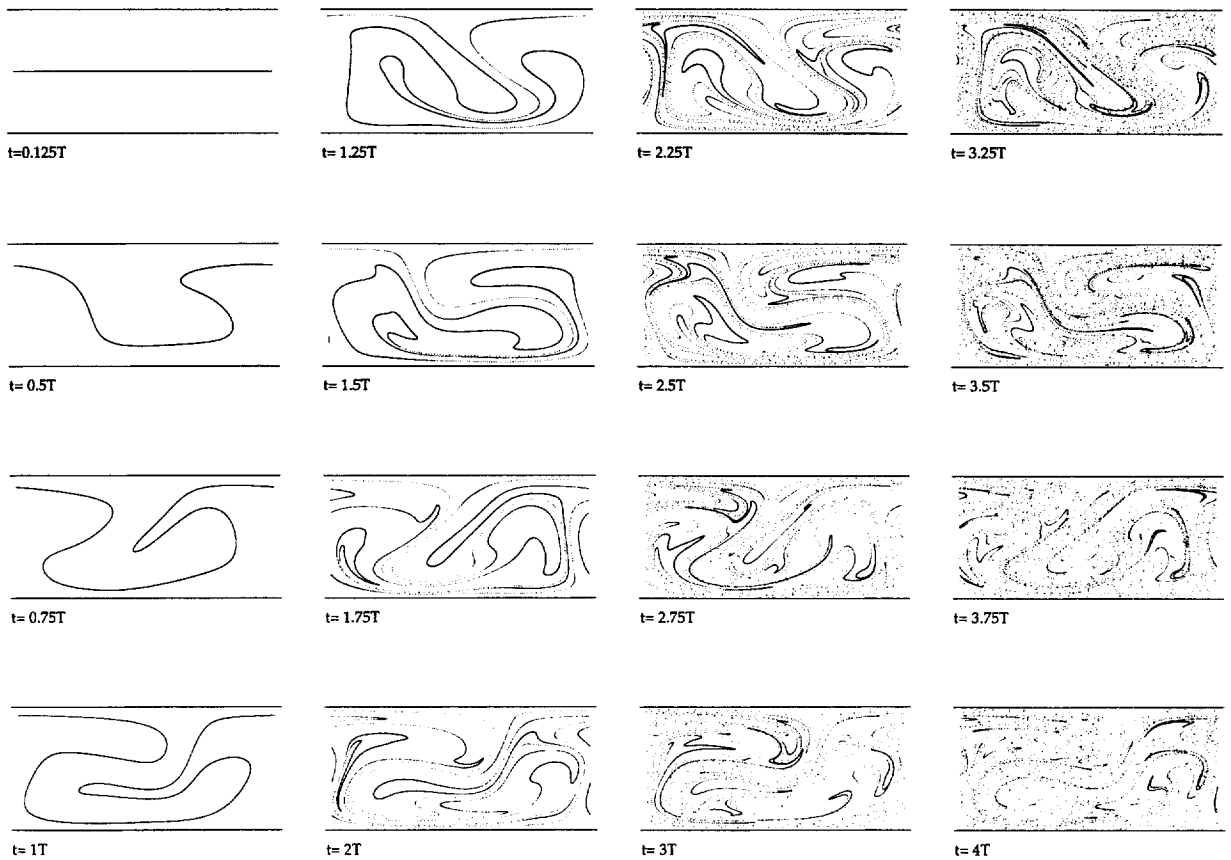 t=0.125T
t= 1.25T
t= 2.25T
t= 3.25T
t= 0.5T
t= 1.5T
t= 2.5T
t= 3.5T
t= 0.75T
t= 1.75T
t= 2.75T
t= 3.75T
t= 1T
t= 2T
t= 3T
t= 4T